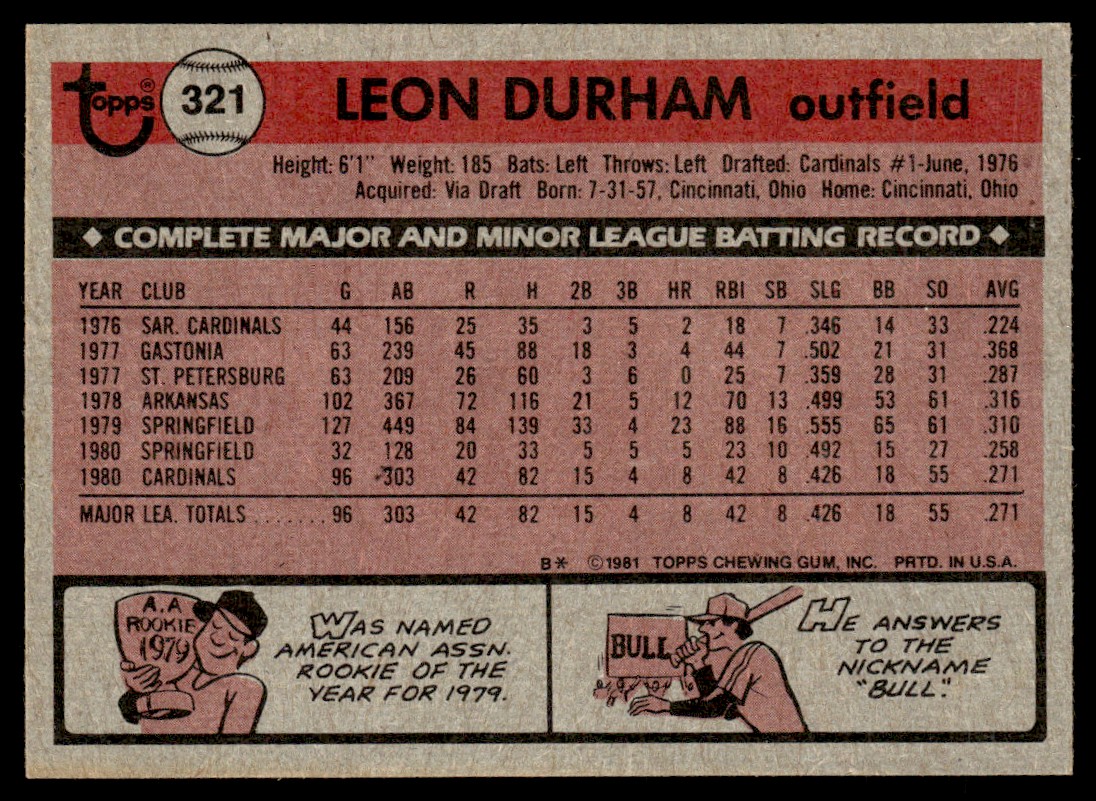 topps® 321 LEON DURHAM outfield
Height: 6'1" Weight: 185 Bats: Left Throws: Left Drafted: Cardinals #1-June, 1976
Acquired: Via Draft Born: 7-31-57, Cincinnati, Ohio Home: Cincinnati, Ohio
◆ COMPLETE MAJOR AND MINOR LEAGUE BATTING RECORD ◆
YEAR CLUB G AB R H 2B 3B HR RBI SB SLG BB SO AVG
1976 SAR. CARDINALS 44 156 25 35 3 5 2 18 7 .346 14 33 .224
1977 GASTONIA 63 239 45 88 18 3 4 44 7 .502 21 31 .368
1977 ST. PETERSBURG 63 209 26 60 3 6 0 25 7 .359 28 31 .287
1978 ARKANSAS 102 367 72 116 21 5 12 70 13 .499 53 61 .316
1979 SPRINGFIELD 127 449 84 139 33 4 23 88 16 .555 65 61 .310
1980 SPRINGFIELD 32 128 20 33 5 5 5 23 10 .492 15 27 .258
1980 CARDINALS 96 303 42 82 15 4 8 42 8 .426 18 55 .271
MAJOR LEA. TOTALS ....... 96 303 42 82 15 4 8 42 8 .426 18 55 .271
B* ©1981 TOPPS CHEWING GUM, INC. PRTD. IN U.S.A.
A.A
ROOKIE
1979
WAS NAMED
AMERICAN ASSN.
ROOKIE OF THE
YEAR FOR 1979.
BULL
HE ANSWERS
TO THE
NICKNAME
"BULL."